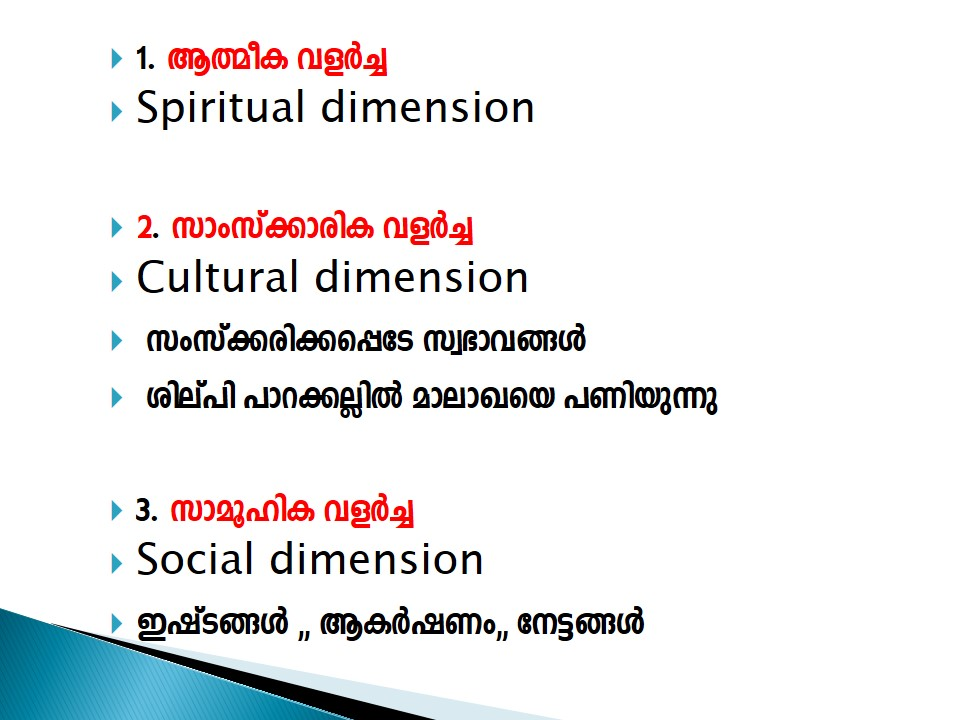 1. ആത്മീക വളർച്ച
Spiritual dimension
2. സാംസ്ക്കാരിക വളർച്ച
Cultural dimension
സംസ്ക്കരിക്കപ്പെടേ സ്വഭാവങ്ങൾ
ശില്പി പാറക്കല്ലിൽ മാലാഖയെ പണിയുന്നു
3. സാമൂഹിക വളർച്ച
Social dimension
ഇഷ്ടങ്ങൾ ,, ആകർഷണം,, നേട്ടങ്ങൾ